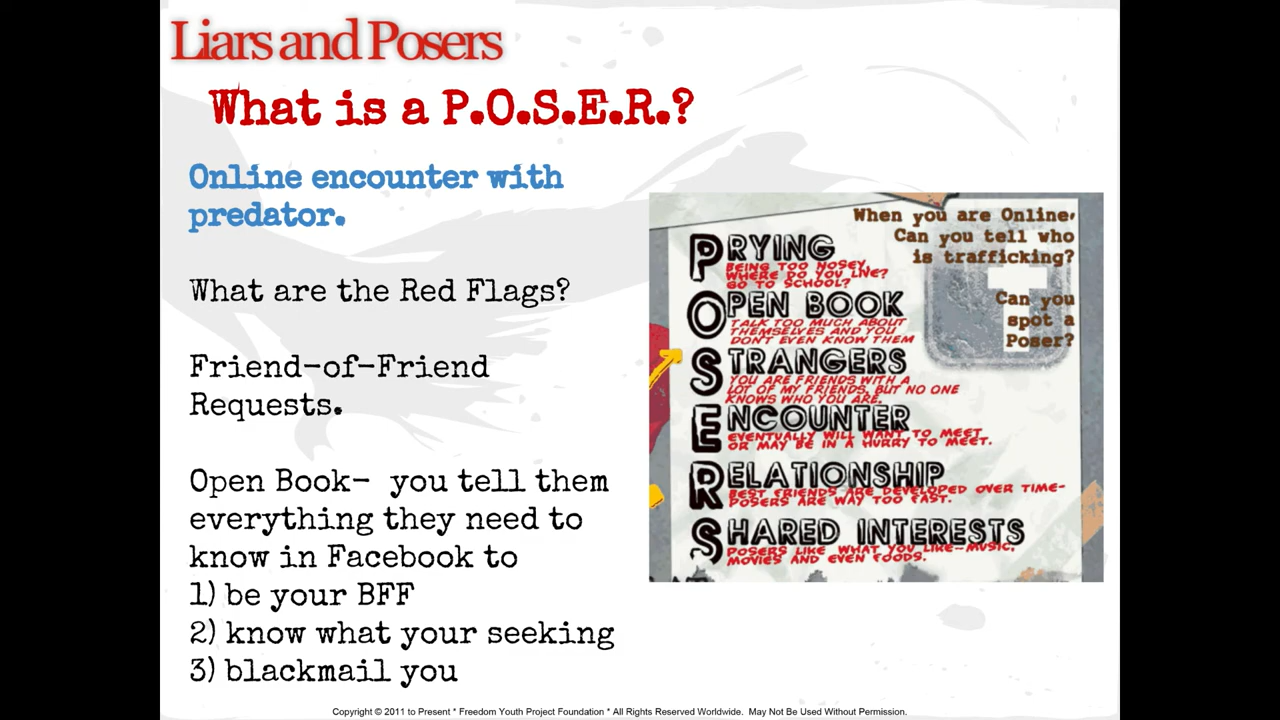 Liars and Posers
What is a P.O.S.E.R.?
Online encounter with
predator.
What are the Red Flags?
Friend-of-Friend
Requests.
Open Book- you tell them
everything they need to
know in Facebook to
1) be your BFF
2) know what your seeking
3) blackmail you
When you are Online,
Can you tell who
is trafficking?
Can you
spot a
Poser?
PRYING
BEING TOO NOSEY,
WHERE DO YOU LIVE?
GO TO SCHOOL?
OPEN BOOK
TALK TOO MUCH ABOUT
THEMSELVES AND YOU
DON'T EVEN KNOW THEM
STRANGERS
YOU ARE FRIENDS WITH A
LOT OF MY FRIENDS, BUT NO ONE
KNOWS WHO YOU ARE.
ENCOUNTER
EVENTUALLY WILL WANT TO MEET
OR MAY BE IN A HURRY TO MEET.
RELATIONSHIP
BEST FRIENDS ARE DEVELOPED OVER TIME-
POSERS ARE WAY TOO FAST.
SHARED INTERESTS
POSERS LIKE WHAT YOU LIKE--MUSIC,
MOVIES AND EVEN FOODS.
Copyright © 2011 to Present * Freedom Youth Project Foundation * All Rights Reserved Worldwide. May Not Be Used Without Permission.